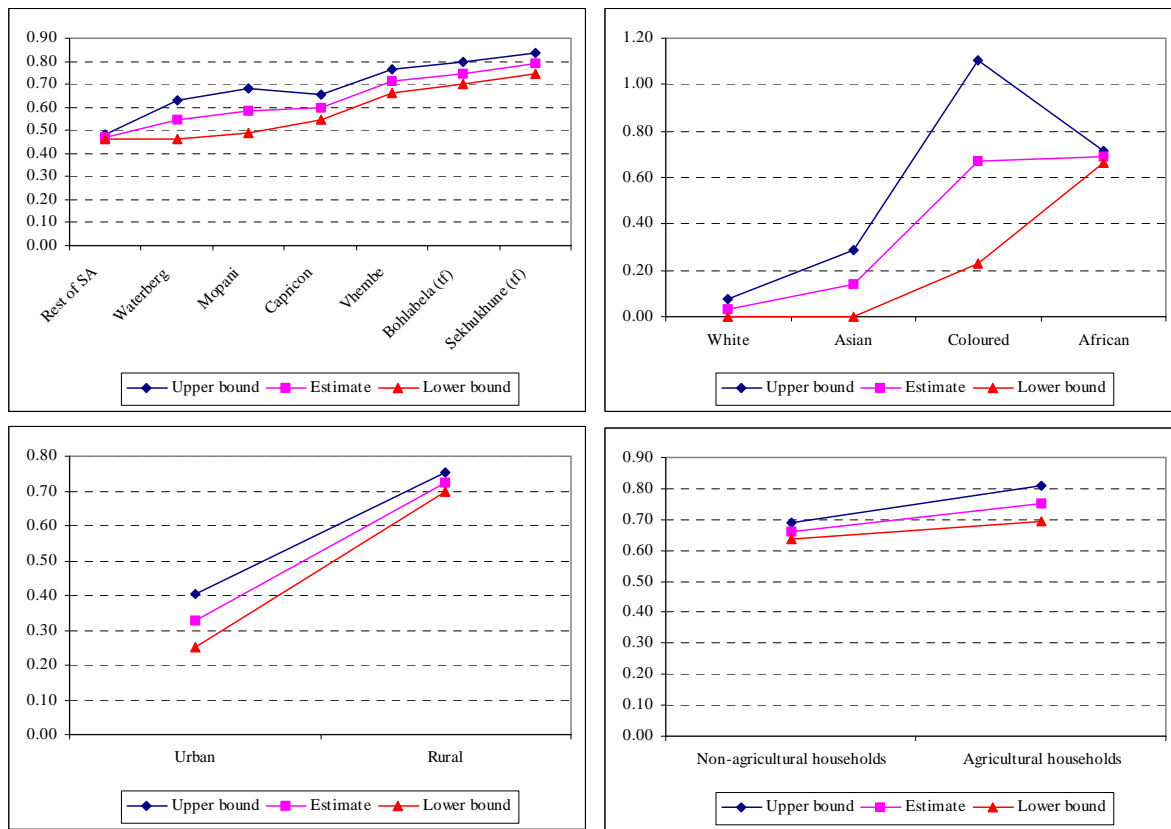 0.90
0.80
0.70
0.60
0.50
0.40
0.30
0.20
0.10
0.00
Rest of SA
Waterberg
Mopani
Capricon
Vhembe
Bohlabela (tf)
Sekhukhune (tf)
Upper bound Estimate Lower bound
1.20
1.00
0.80
0.60
0.40
0.20
0.00
White Asian Coloured African
Upper bound Estimate Lower bound
0.80
0.70
0.60
0.50
0.40
0.30
0.20
0.10
0.00
Urban Rural
Upper bound Estimate Lower bound
0.90
0.80
0.70
0.60
0.50
0.40
0.30
0.20
0.10
0.00
Non-agricultural households Agricultural households
Upper bound Estimate Lower bound